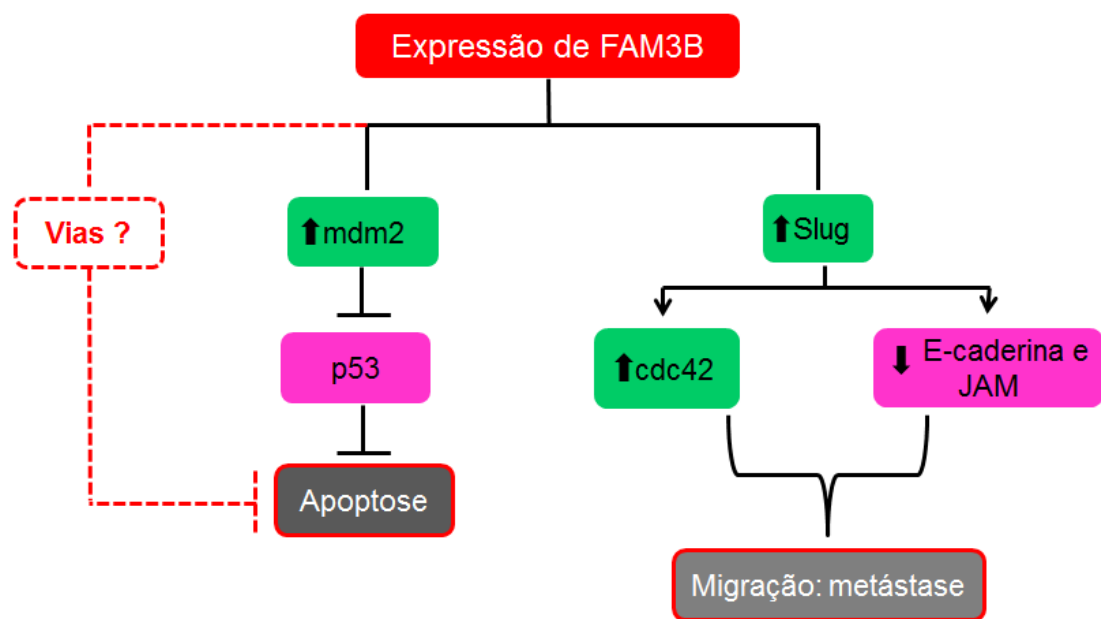 Expressão de FAM3B
Vias ?
⬆mdm2
⬆Slug
p53
⬆cdc42
⬇ E-caderina e
JAM
Apoptose
Migração: metástase